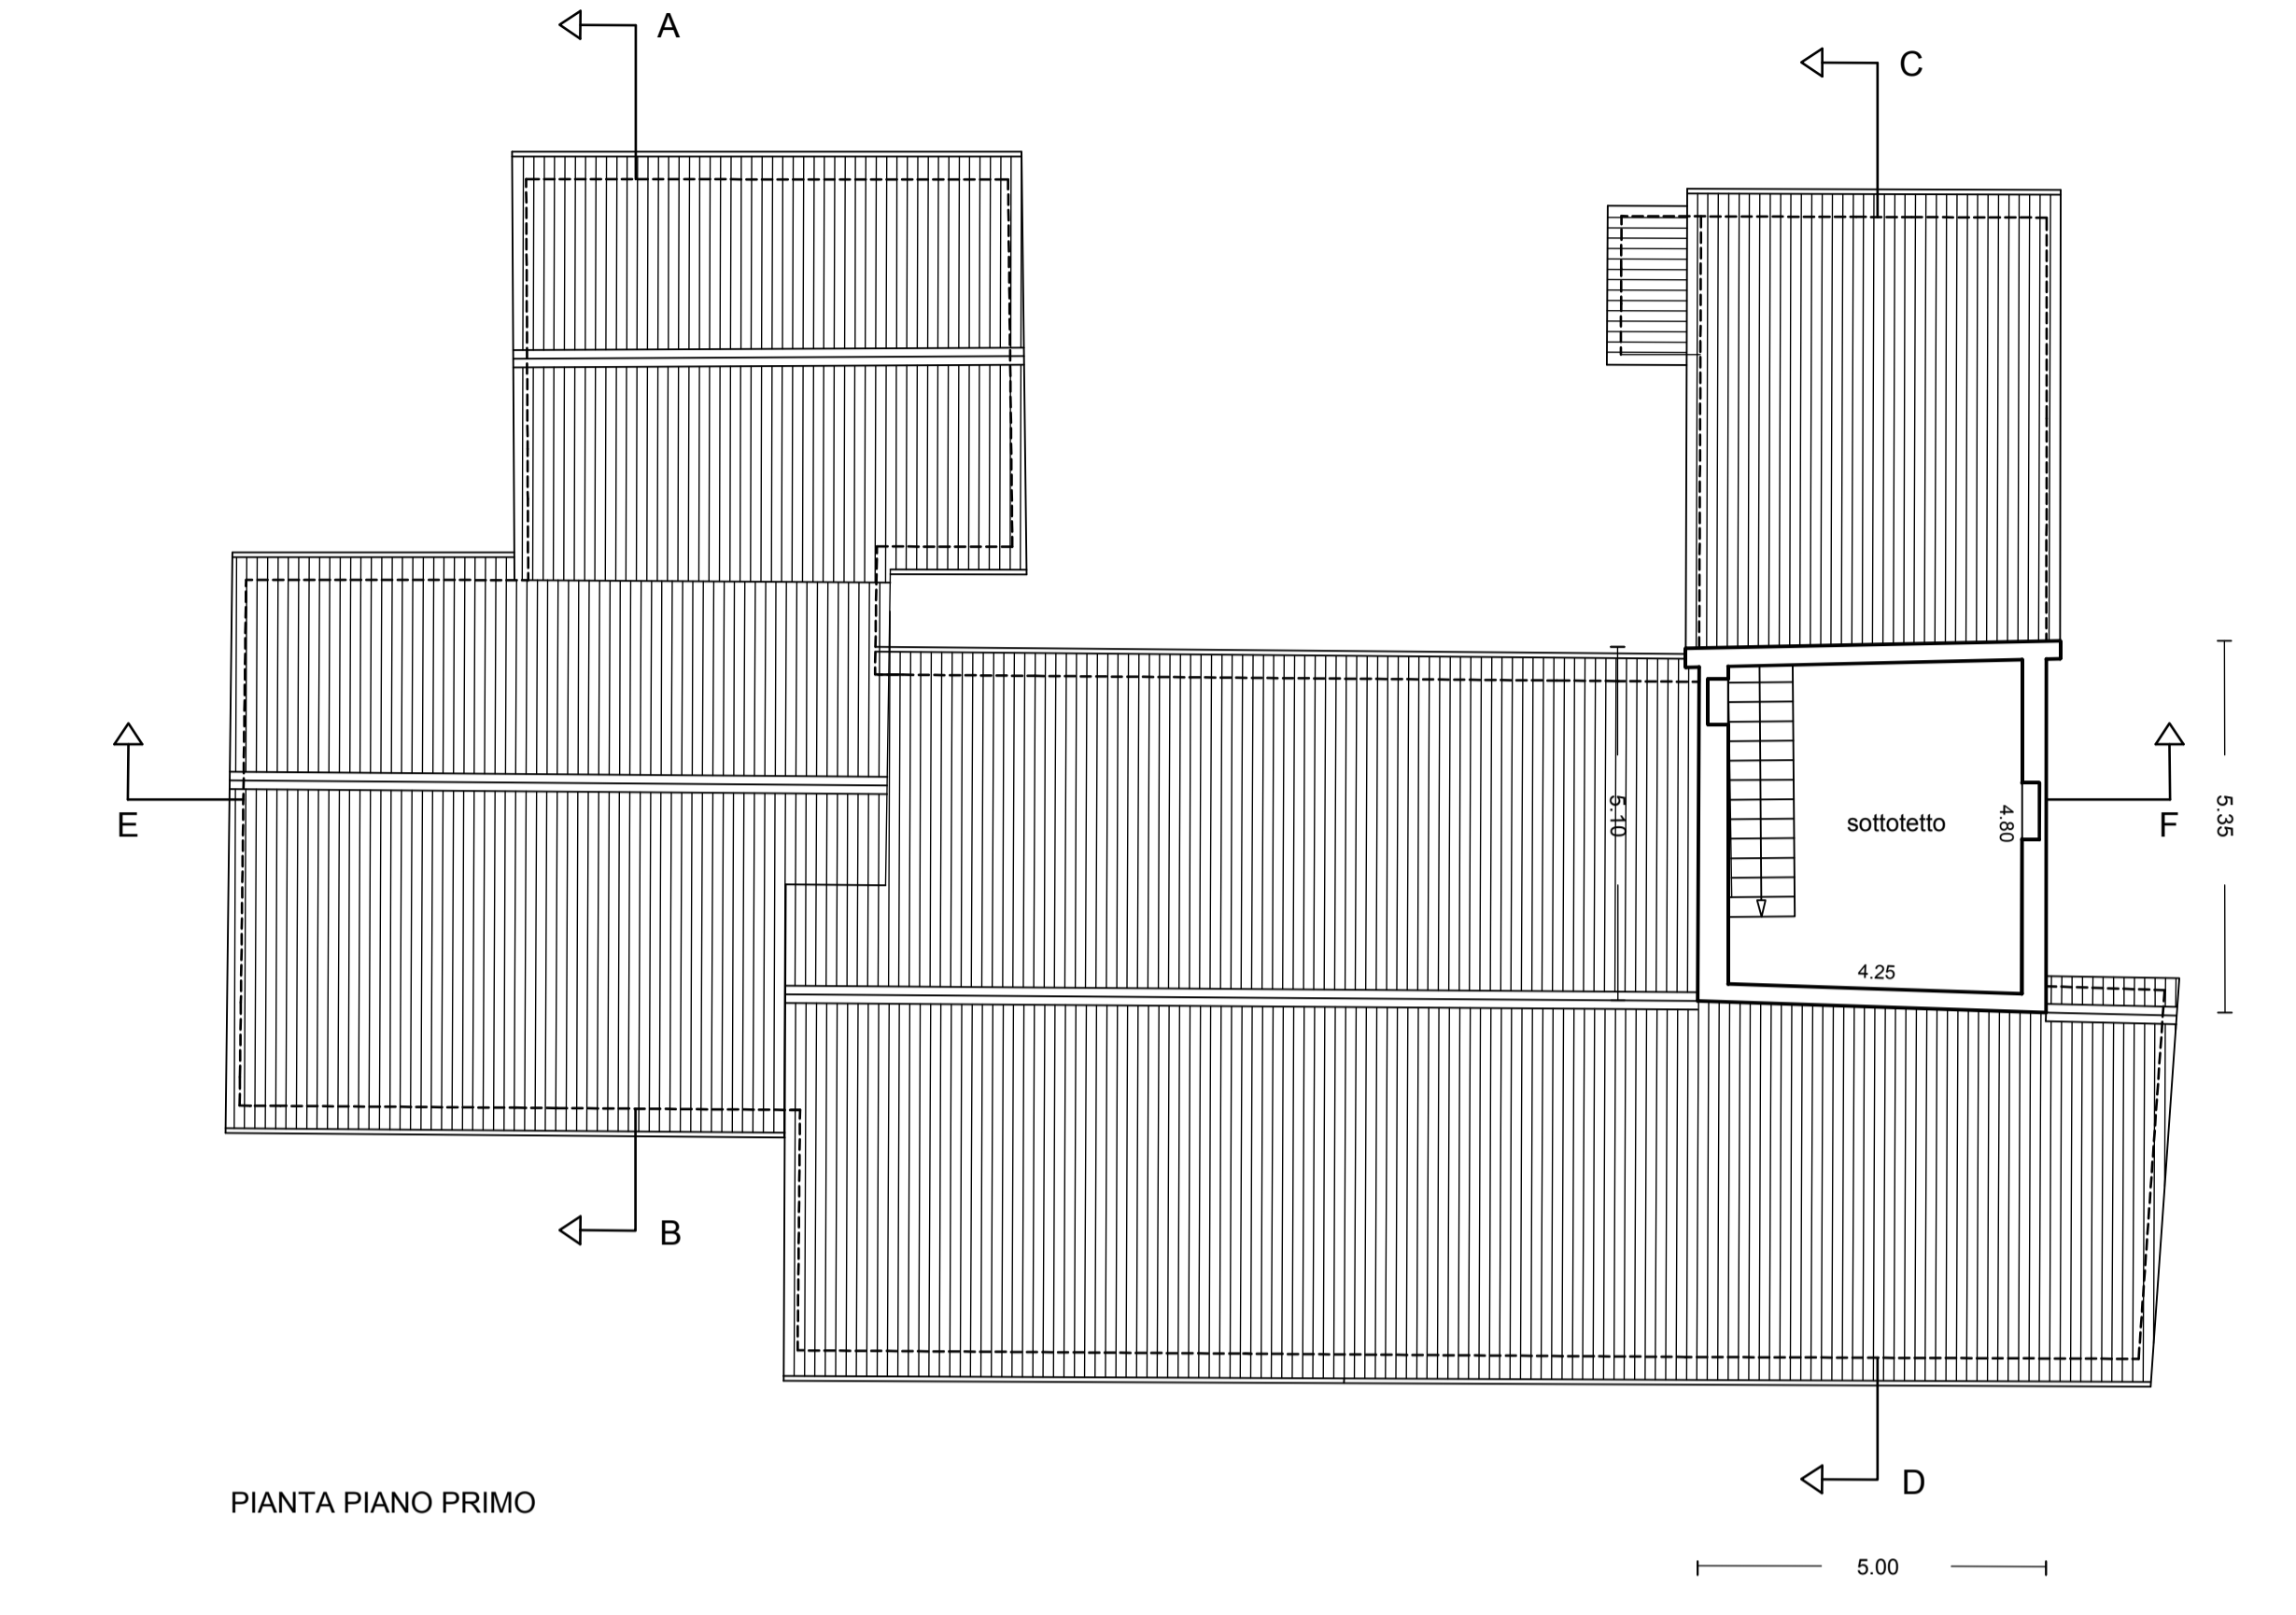 A
C
E
5.10
sottotetto
4.80
F
5.35
4.25
B
D
PIANTA PIANO PRIMO
5.00